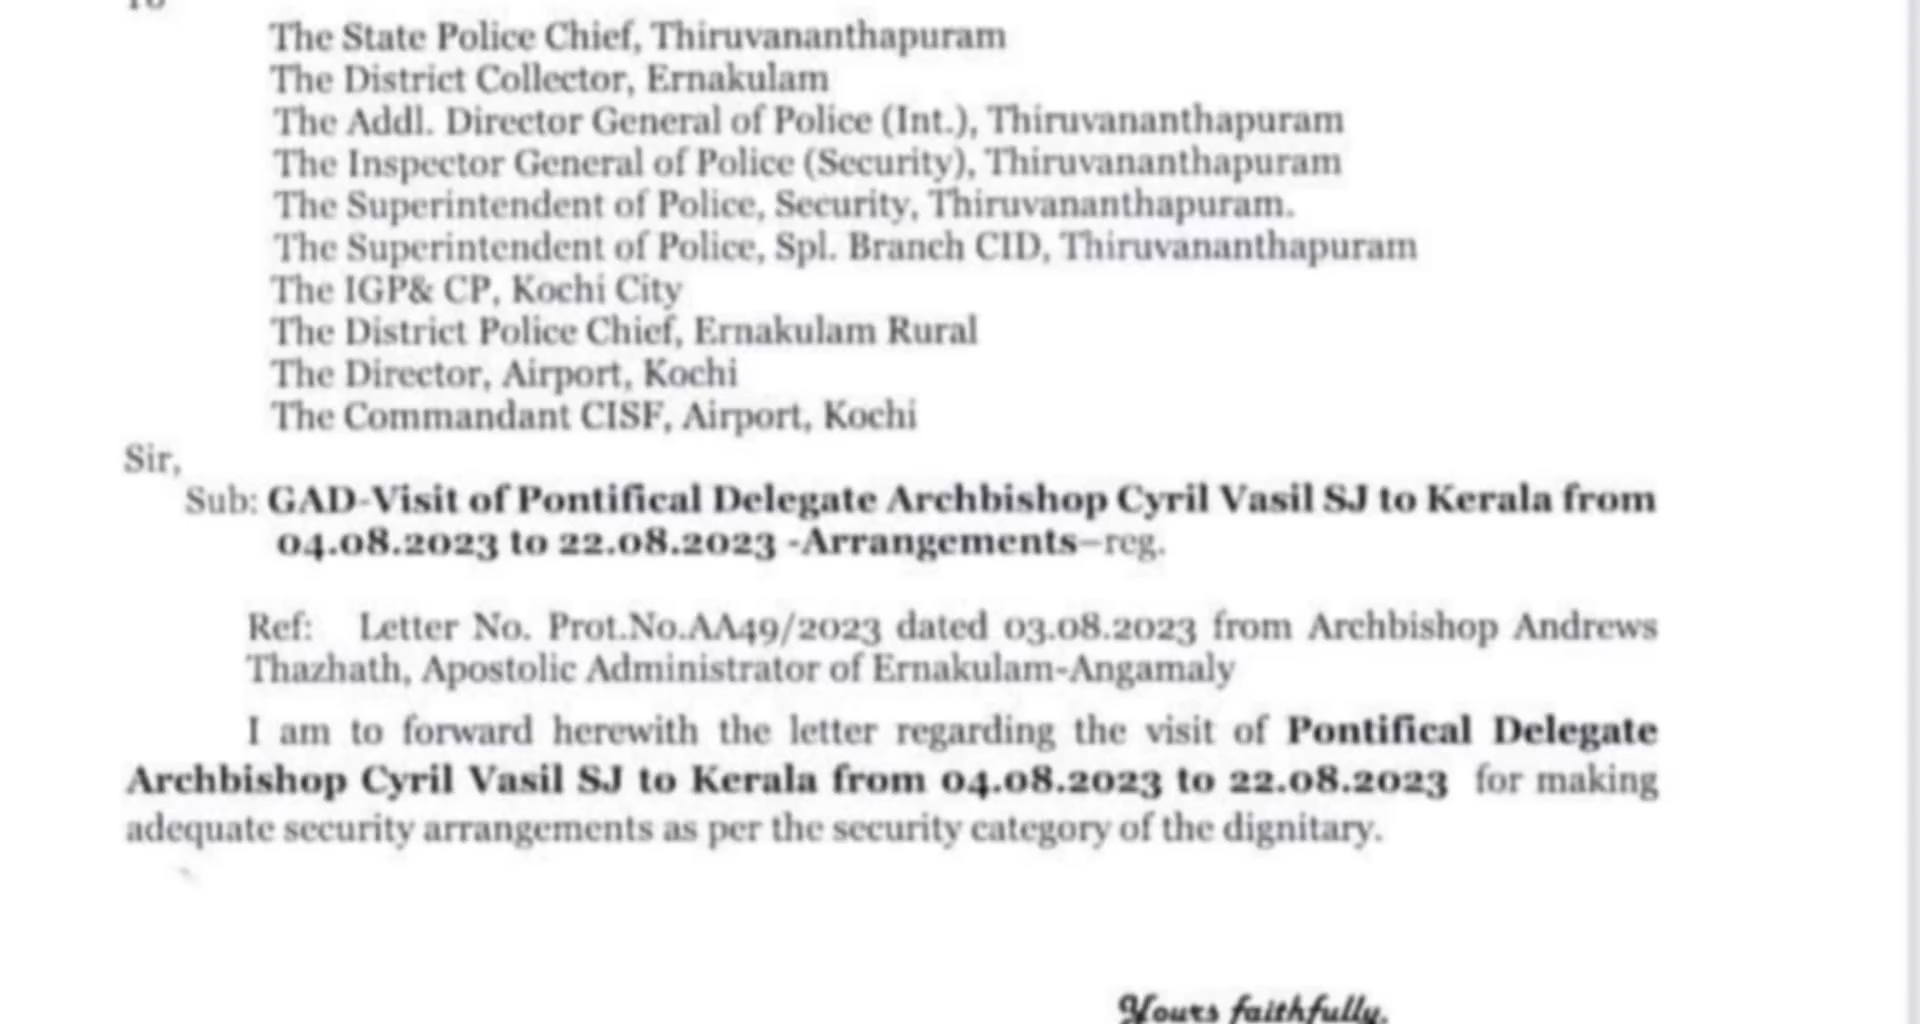 To
The State Police Chief, Thiruvananthapuram
The District Collector, Ernakulam
The Addl. Director General of Police (Int.), Thiruvananthapuram
The Inspector General of Police (Security), Thiruvananthapuram
The Superintendent of Police, Security, Thiruvananthapuram.
The Superintendent of Police, Spl. Branch CID, Thiruvananthapuram
The IGP& CP, Kochi City
The District Police Chief, Ernakulam Rural
The Director, Airport, Kochi
The Commandant CISF, Airport, Kochi
Sir,
Sub: GAD-Visit of Pontifical Delegate Archbishop Cyril Vasil SJ to Kerala from
04.08.2023 to 22.08.2023 -Arrangements–reg.
Ref: Letter No. Prot.No.AA49/2023 dated 03.08.2023 from Archbishop Andrews
Thazhath, Apostolic Administrator of Ernakulam-Angamaly
I am to forward herewith the letter regarding the visit of Pontifical Delegate
Archbishop Cyril Vasil SJ to Kerala from 04.08.2023 to 22.08.2023 for making
adequate security arrangements as per the security category of the dignitary.
Yours faithfully,